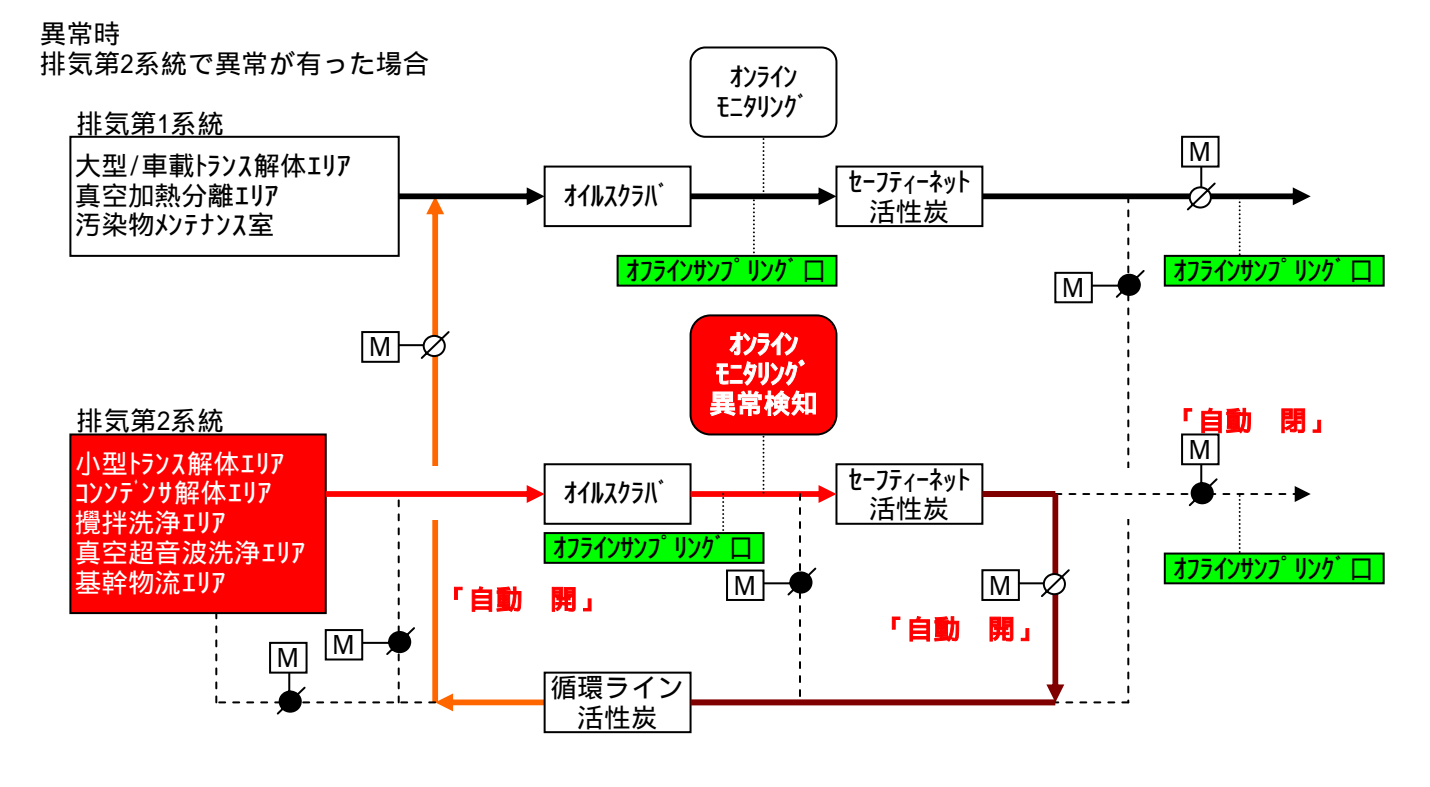 異常時
排気第2系統で異常が有った場合
ｵﾝﾗｲﾝ
ﾓﾆﾀﾘﾝｸﾞ
排気第1系統
大型/車載ﾄﾗﾝｽ解体ｴﾘｱ
真空加熱分離ｴﾘｱ
汚染物ﾒﾝﾃﾅﾝｽ室
ｵｲﾙｽｸﾗﾊﾞ
ｾｰﾌﾃｨｰﾈｯﾄ
活性炭
M
ｵﾌﾗｲﾝｻﾝﾌﾟﾘﾝｸﾞ口
M
ｵﾌﾗｲﾝｻﾝﾌﾟﾘﾝｸﾞ口
M
ｵﾝﾗｲﾝ
ﾓﾆﾀﾘﾝｸﾞ
異常検知
排気第2系統
小型ﾄﾗﾝｽ解体ｴﾘｱ
ｺﾝﾝﾃﾞﾝｻ解体ｴﾘｱ
攪拌洗浄ｴﾘｱ
真空超音波洗浄ｴﾘｱ
基幹物流ｴﾘｱ
ｵｲﾙｽｸﾗﾊﾞ
ｾｰﾌﾃｨｰﾈｯﾄ
活性炭
「自動　閉」
M
ｵﾌﾗｲﾝｻﾝﾌﾟﾘﾝｸﾞ口
ｵﾌﾗｲﾝｻﾝﾌﾟﾘﾝｸﾞ口
M
M
「自動　開」
「自動　開」
M
M
循環ライン
活性炭